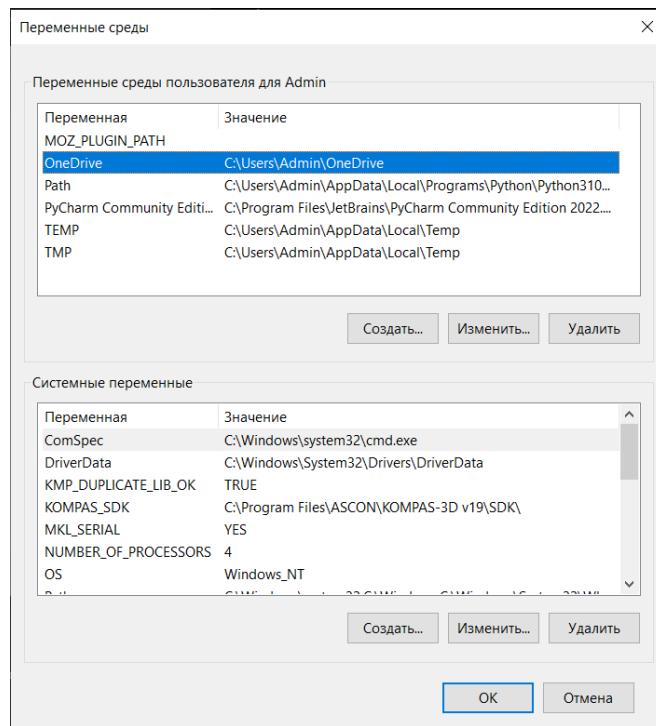 Переменные среды
Переменные среды пользователя для Admin
Переменная Значение
MOZ_PLUGIN_PATH
OneDrive C:\Users\Admin\OneDrive
Path C:\Users\Admin\AppData\Local\Programs\Python\Python310...
PyCharm Community Editi... C:\Program Files\JetBrains\PyCharm Community Edition 2022....
TEMP C:\Users\Admin\AppData\Local\Temp
TMP C:\Users\Admin\AppData\Local\Temp
Создать... Изменить... Удалить
Системные переменные
Переменная Значение
ComSpec C:\Windows\system32\cmd.exe
DriverData C:\Windows\System32\Drivers\DriverData
KMP_DUPLICATE_LIB_OK TRUE
KOMPAS_SDK C:\Program Files\ASCON\KOMPAS-3D v19\SDK\
MKL_SERIAL YES
NUMBER_OF_PROCESSORS 4
OS Windows_NT
Создать... Изменить... Удалить
ОК Отмена